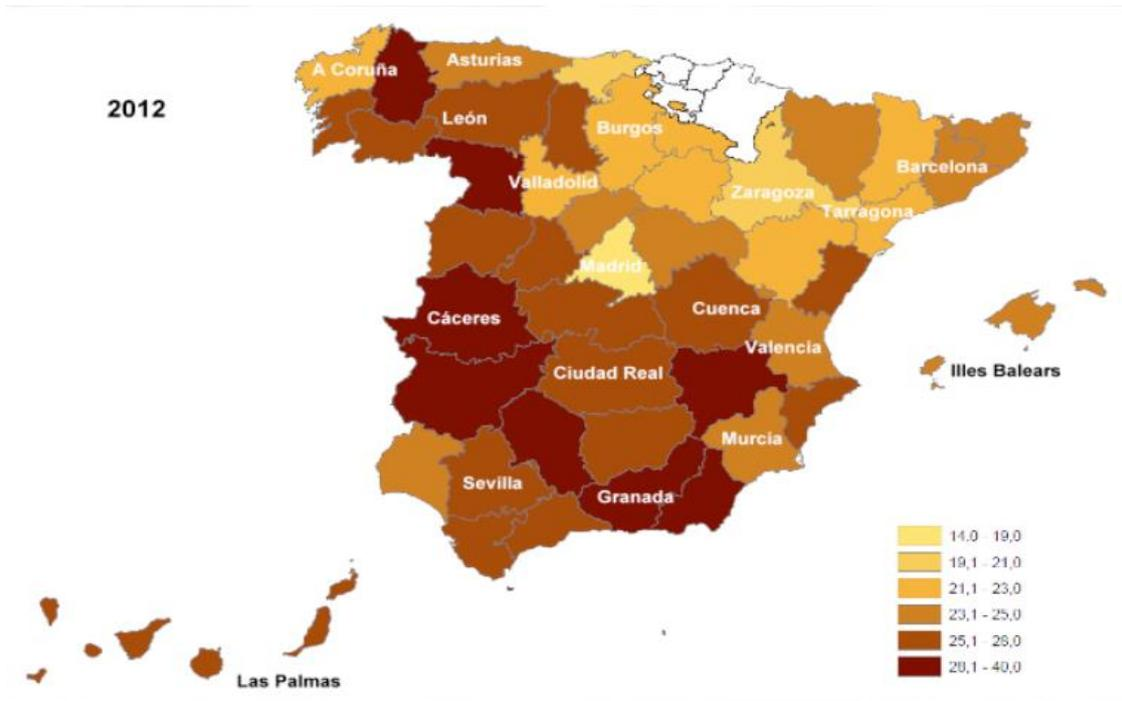 A Coruña
Asturias
2012
León
Burgos
Barcelona
Valladolid
Zaragoza
Tarragona
Madrid
Cuenca
Cáceres
Valencia
Illes Balears
Ciudad Real
Murcia
Sevilla
Granada
14.0 - 19,0
19,1 - 21,0
21,1 - 23,0
23,1 - 25,0
25,1 - 28,0
28,1 - 40,0
Las Palmas